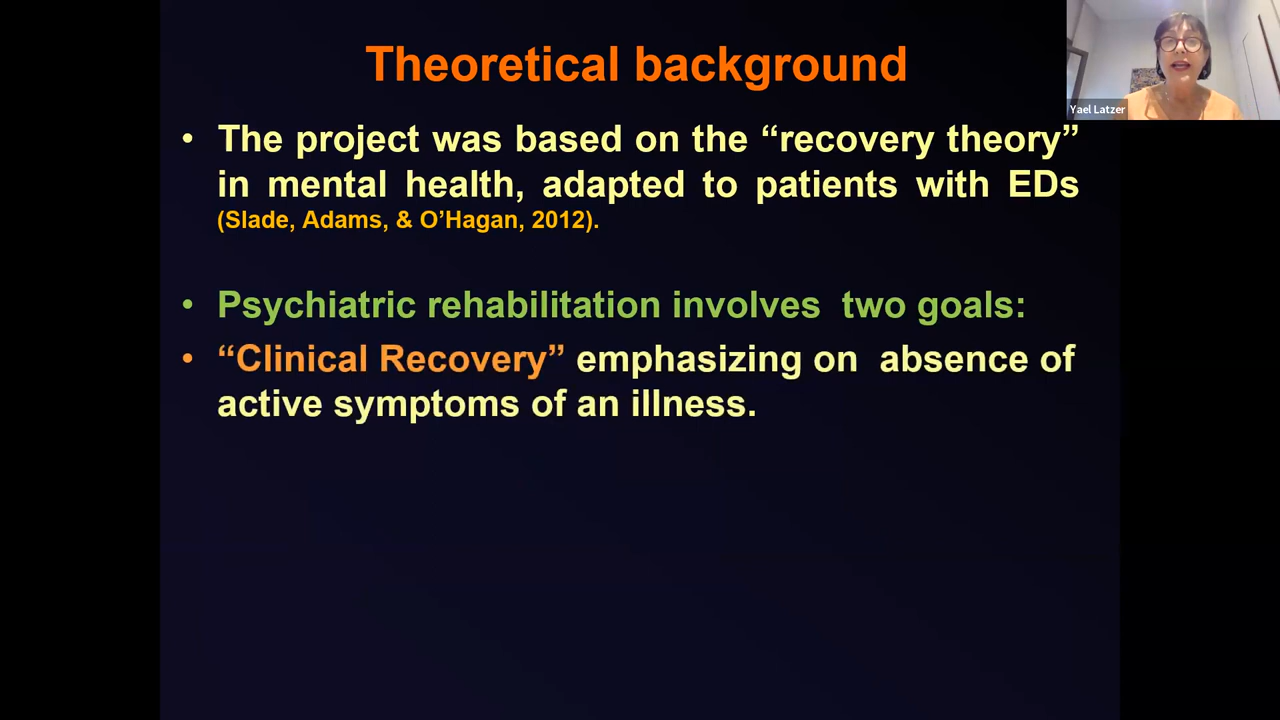 Theoretical background
Yael Latzer
• The project was based on the “recovery theory”
in mental health, adapted to patients with EDs
(Slade, Adams, & O’Hagan, 2012).
• Psychiatric rehabilitation involves  two goals:
• “Clinical Recovery” emphasizing on  absence of
active symptoms of an illness.